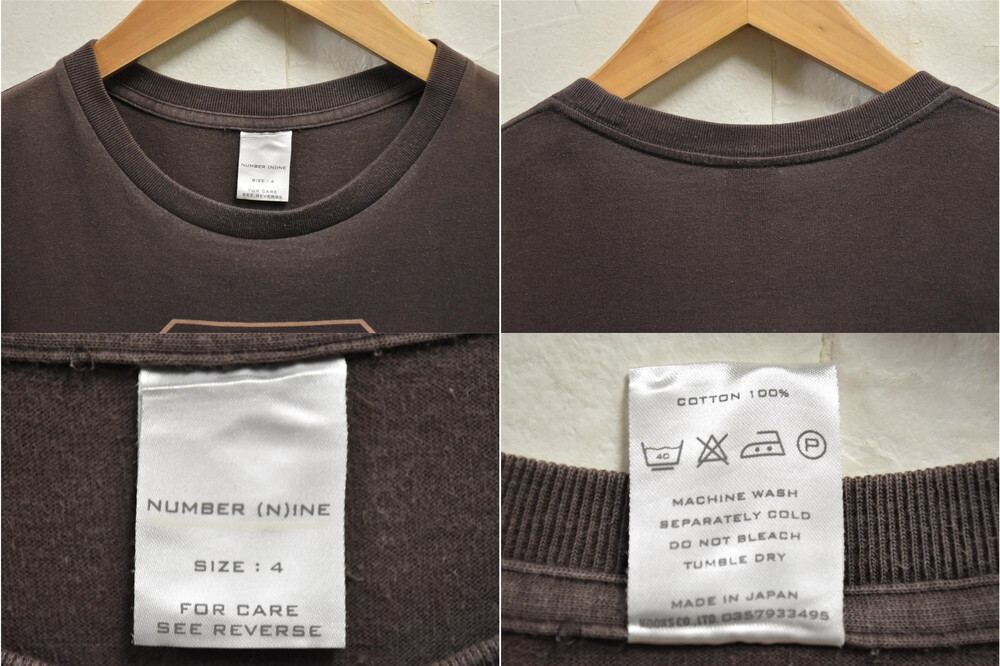 NUMBER (N)INE
SIZE : 4
FOR CARE
SEE REVERSE
NUMBER (N)INE
SIZE : 4
FOR CARE
SEE REVERSE
COTTON 100%
40
P
MACHINE WASH
SEPARATELY COLD
DO NOT BLEACH
TUMBLE DRY
MADE IN JAPAN
KOOKS CO.,LTD. 0357933495